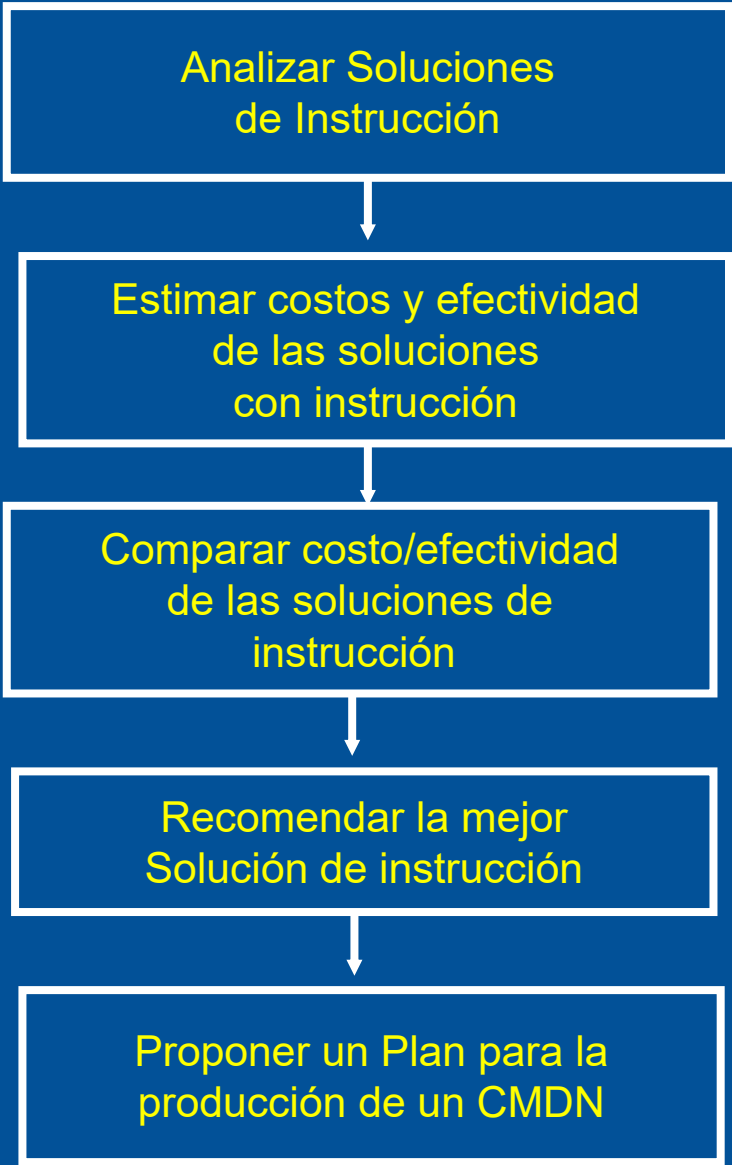 Analizar Soluciones
de Instrucción
Estimar costos y efectividad
de las soluciones
con instrucción
Comparar costo/efectividad
de las soluciones de
instrucción
Recomendar la mejor
Solución de instrucción
Proponer un Plan para la
producción de un CMDN